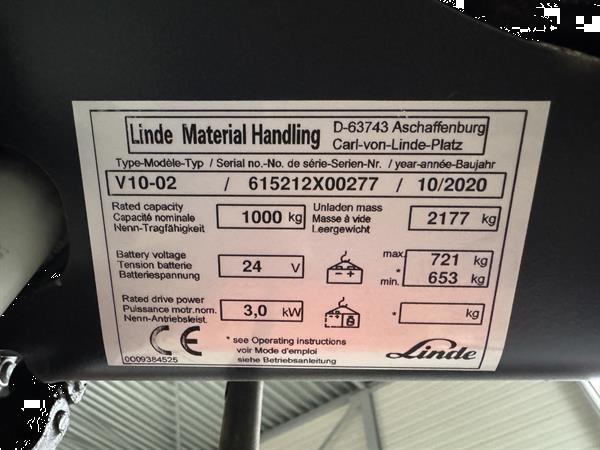 Linde Material Handling D-63743 Aschaffenburg
Carl-von-Linde-Platz
Type-Modèle-Typ / Serial no.-No. de série-Serien-Nr. / year-année-Baujahr
V10-02 / 615212X00277 / 10/2020
Rated capacity
Capacité nominale
Nenn-Tragfähigkeit
1000 kg
Unladen mass
Masse à vide
Leergewicht
2177 kg
Battery voltage
Tension batterie
Batteriespannung
24 V
max. 721 kg
*
min. 653 kg
Rated drive power
Puissance motr.nom.
Nenn-Antriebsleist.
3,0 kW
* kg
CE
0009384525
* see Operating instructions
voir Mode d'emploi
siehe Betriebsanleitung
Linde